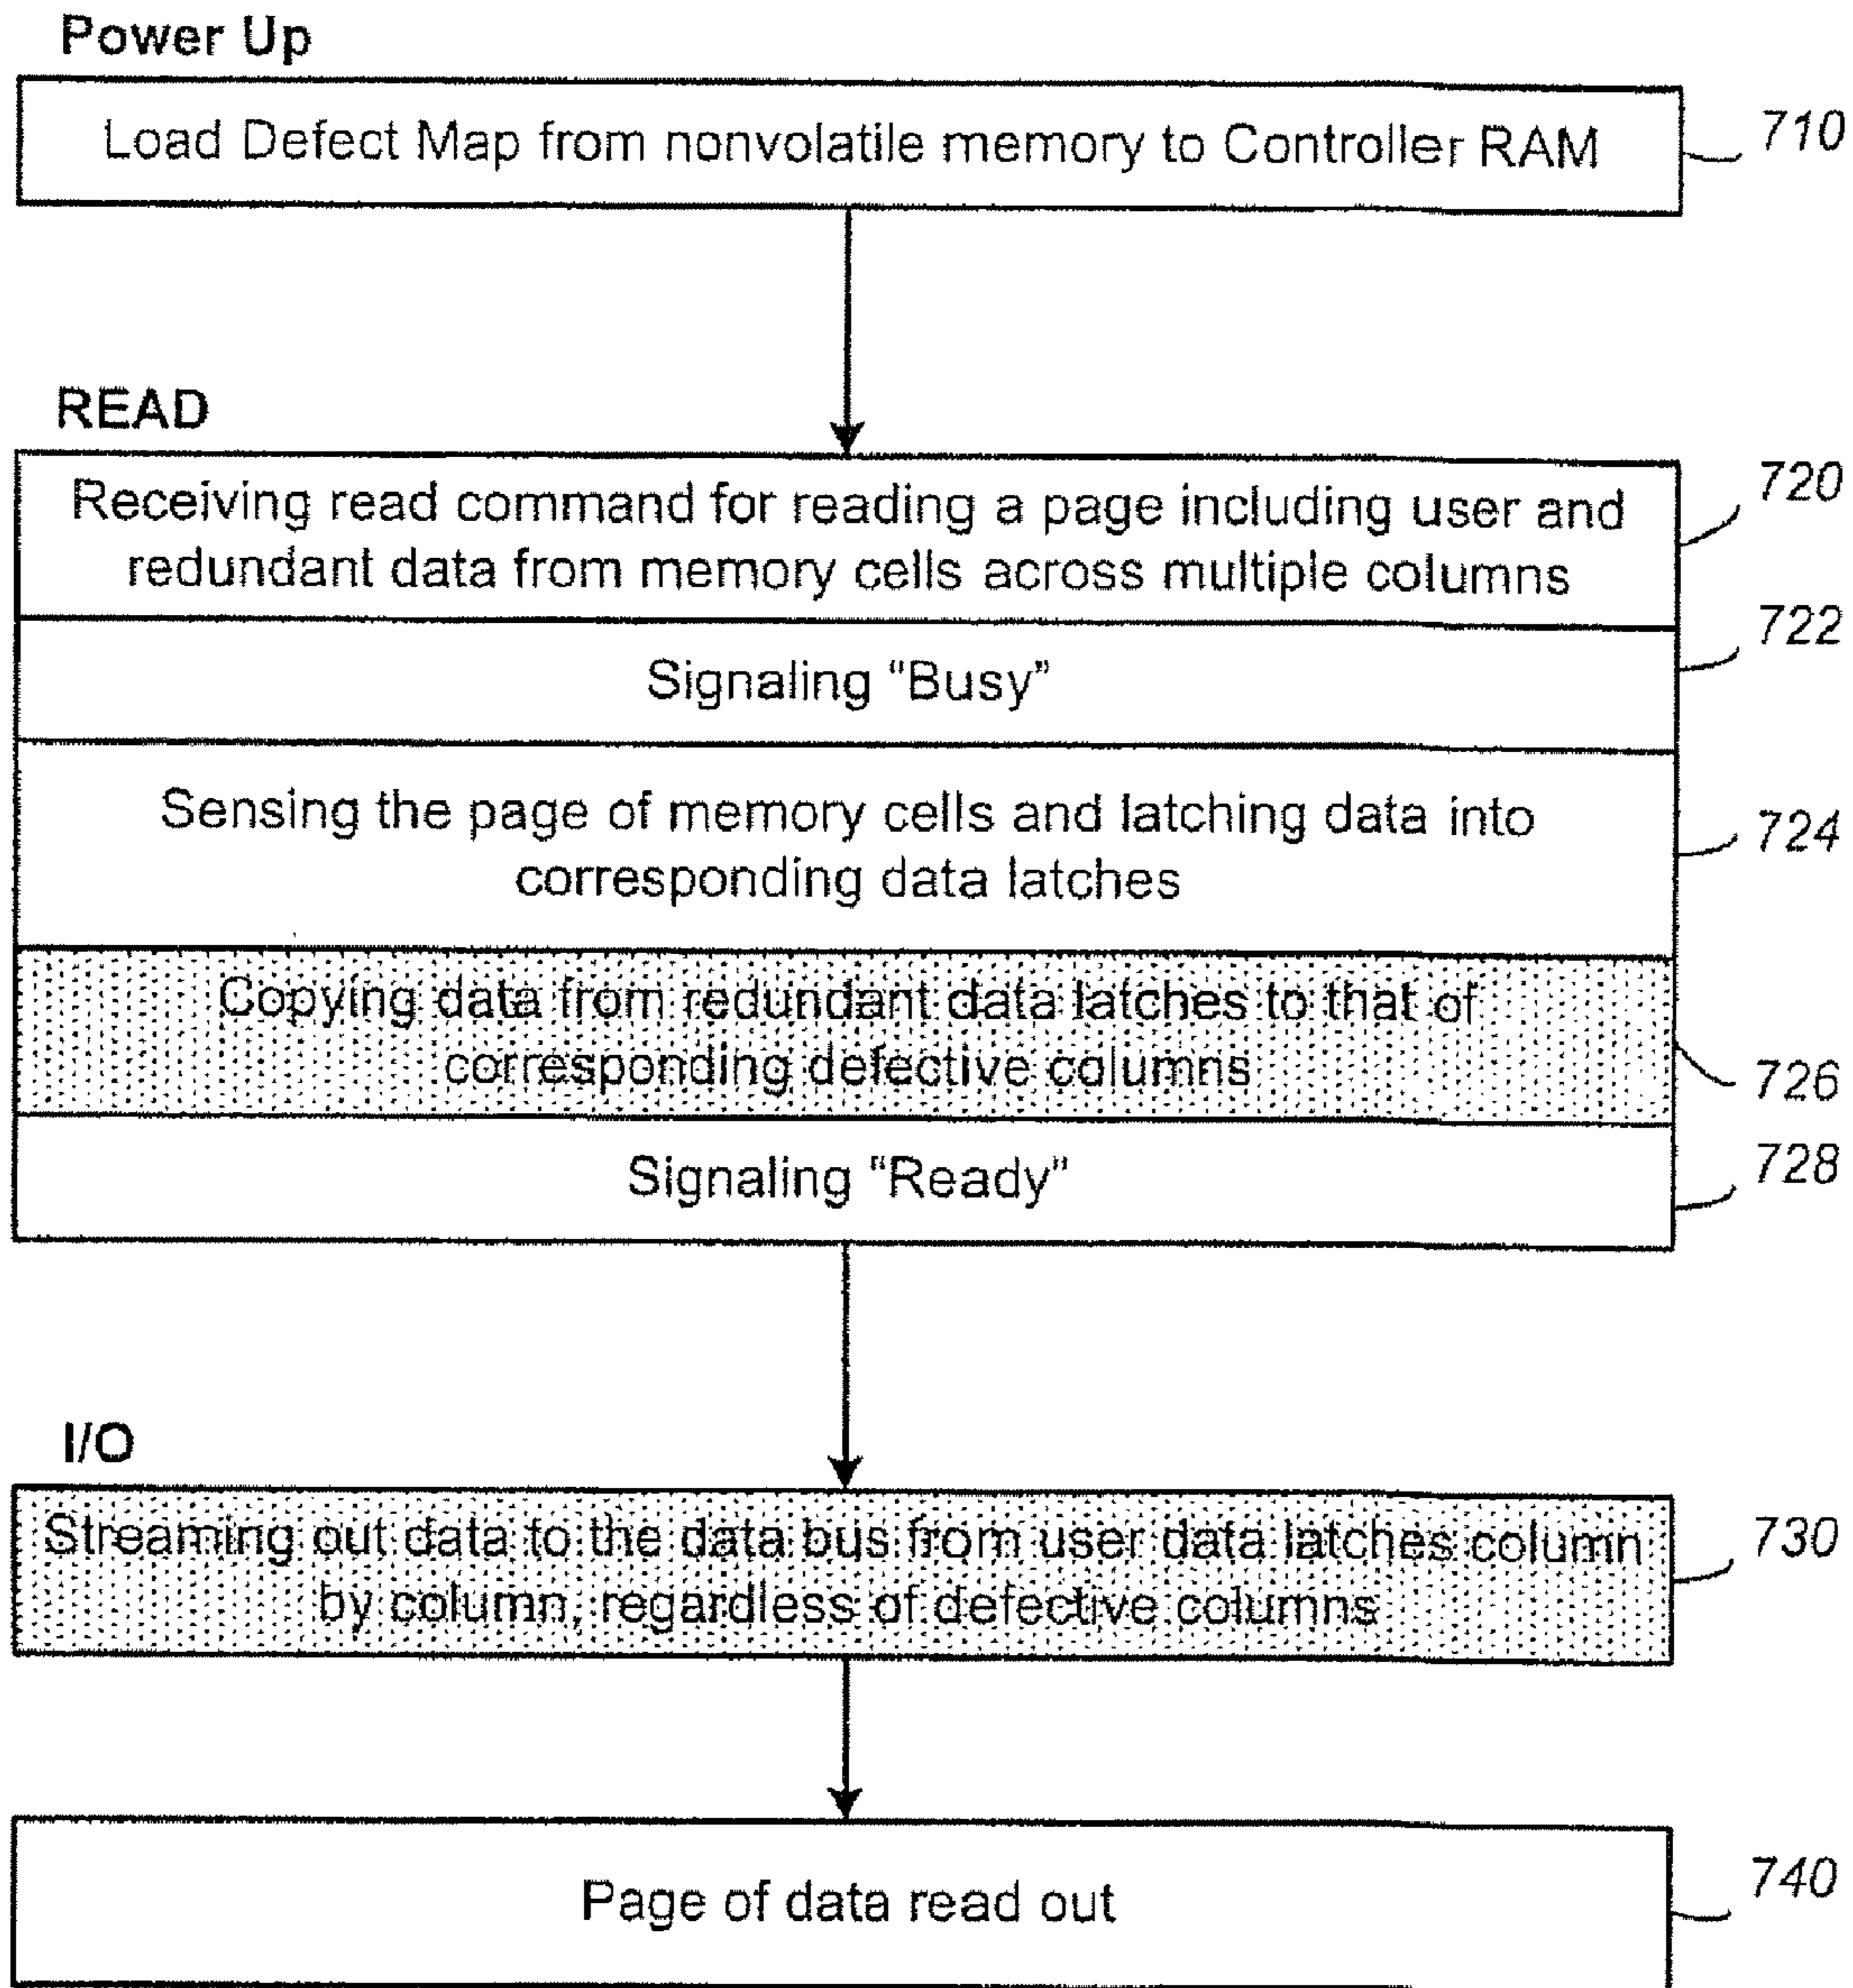 Power Up
Load Defect Map from nonvolatile memory to Controller RAM
710
READ
Receiving read command for reading a page including user and
redundant data from memory cells across multiple columns
720
Signaling “Busy”
722
Sensing the page of memory cells and latching data into
corresponding data latches
724
Copying data from redundant data latches to that of
corresponding defective columns
726
Signaling “Ready”
728
I/O
Streaming out data to the data bus from user data latches column
by column, regardless of defective columns
730
Page of data read out
740